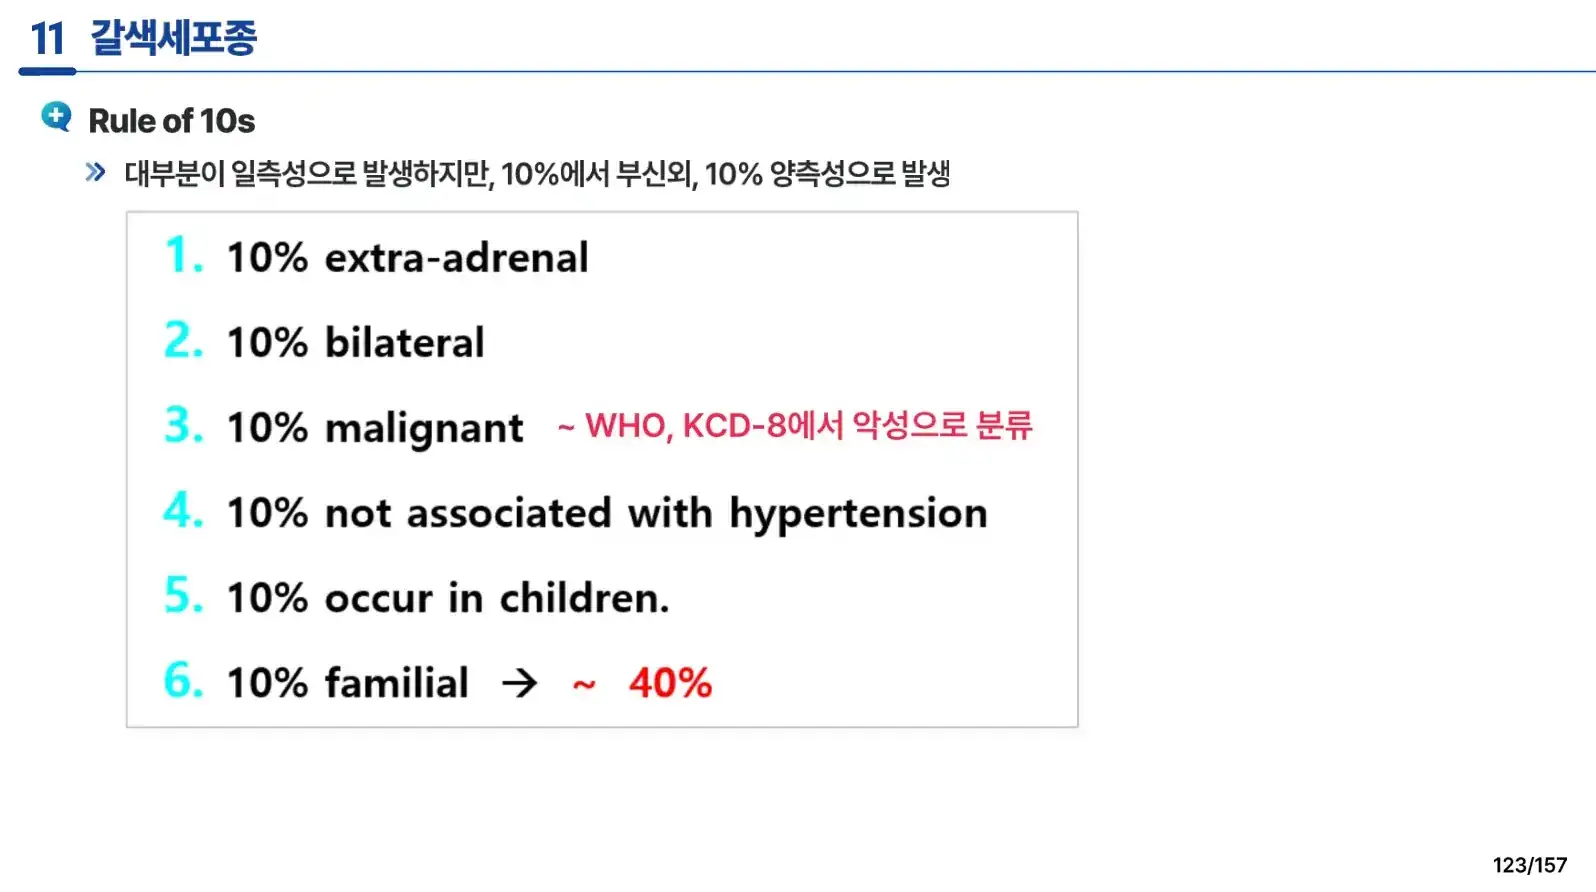 11 갈색세포종
Rule of 10s
대부분이 일측성으로 발생하지만, 10%에서 부신외, 10% 양측성으로 발생
1. 10% extra-adrenal
2. 10% bilateral
3. 10% malignant ~ WHO, KCD-8에서 악성으로 분류
4. 10% not associated with hypertension
5. 10% occur in children.
6. 10% familial → ~ 40%
123/157